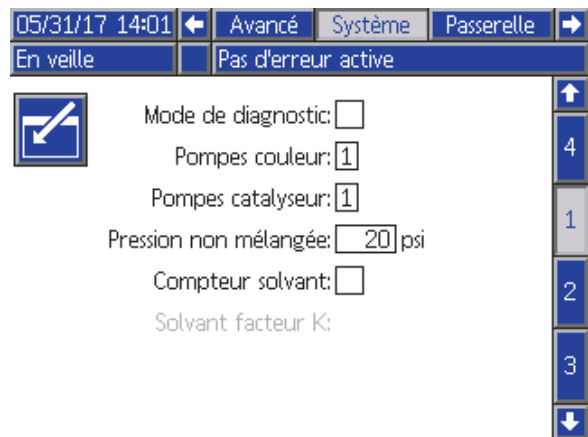 05/31/17 14:01 Avancé Système Passerelle
En veille Pas d'erreur active
Mode de diagnostic:
Pompes couleur: 1
Pompes catalyseur: 1
Pression non mélangée: 20 psi
Compteur solvant:
Solvant facteur K:
4
1
2
3